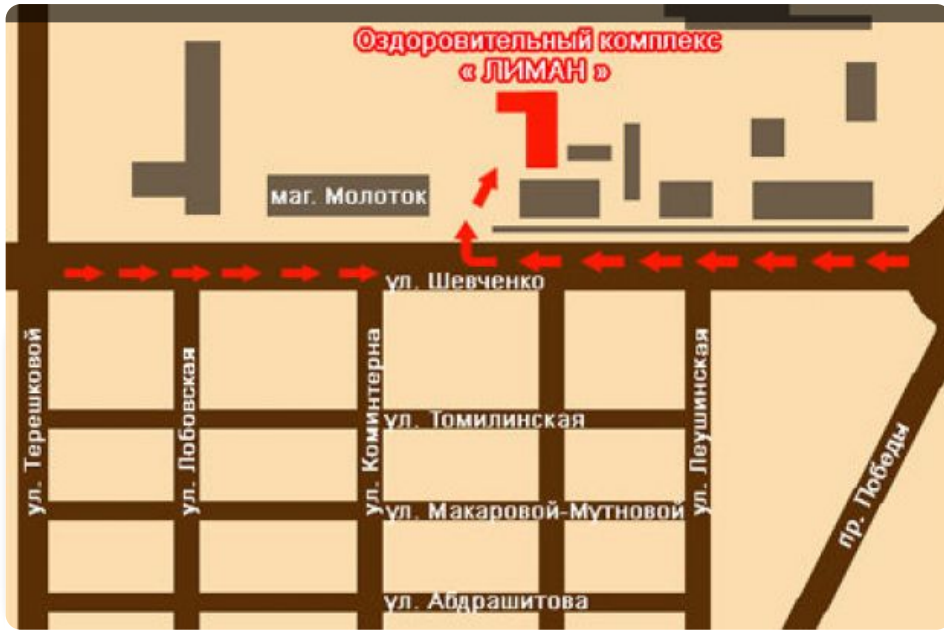 Оздоровительный комплекс
« ЛИМАН »
маг. Молоток
ул. Шевченко
ул. Терешковой
ул. Лобовская
ул. Коминтерна
ул. Томилинская
ул. Леушинская
ул. Макаровой-Мутновой
пр. Победы
ул. Абдрашитова